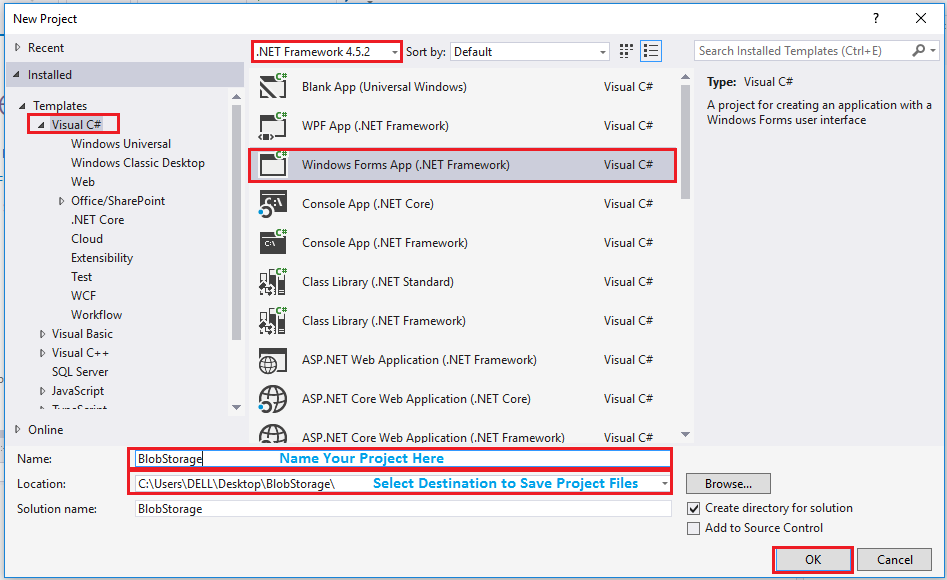 New Project
?
Recent
.NET Framework 4.5.2
Sort by:
Default
Search Installed Templates (Ctrl+E)
Installed
Templates
Visual C#
Windows Universal
Windows Classic Desktop
Web
Office/SharePoint
.NET Core
Cloud
Extensibility
Test
WCF
Workflow
Visual Basic
Visual C++
SQL Server
JavaScript
TypeScript
Online
Blank App (Universal Windows) Visual C#
WPF App (.NET Framework) Visual C#
Windows Forms App (.NET Framework) Visual C#
Console App (.NET Core) Visual C#
Console App (.NET Framework) Visual C#
Class Library (.NET Standard) Visual C#
Class Library (.NET Framework) Visual C#
ASP.NET Web Application (.NET Framework) Visual C#
ASP.NET Core Web Application (.NET Core) Visual C#
ASP.NET Core Web Application (.NET Framework) Visual C#
Type: Visual C#
A project for creating an application with a
Windows Forms user interface
Name: BlobStorage Name Your Project Here
Location: C:\Users\DELL\Desktop\BlobStorage\ Select Destination to Save Project Files
Browse...
Solution name: BlobStorage
Create directory for solution
Add to Source Control
OK
Cancel